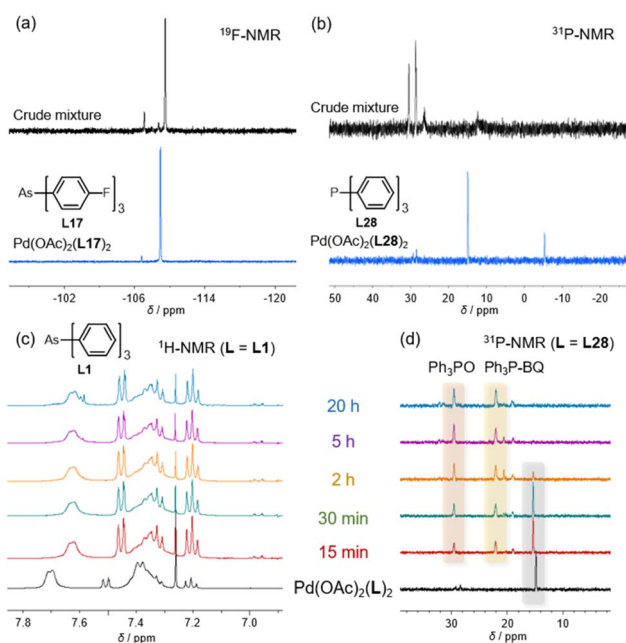 (a)
¹⁹F-NMR
Crude mixture
As
F
3
L17
Pd(OAc)₂(L17)₂
-102 -108 -114 -120
δ / ppm
(b)
³¹P-NMR
Crude mixture
P
3
L28
Pd(OAc)₂(L28)₂
50 40 30 20 10 0 -10 -20
δ / ppm
(c)
As
3
L1
¹H-NMR (L = L1)
7.8 7.6 7.4 7.2 7.0
δ / ppm
20 h
5 h
2 h
30 min
15 min
Pd(OAc)₂(L)₂
³¹P-NMR (L = L28)
(d)
Ph₃PO Ph₃P-BQ
30 20 10 0
δ / ppm